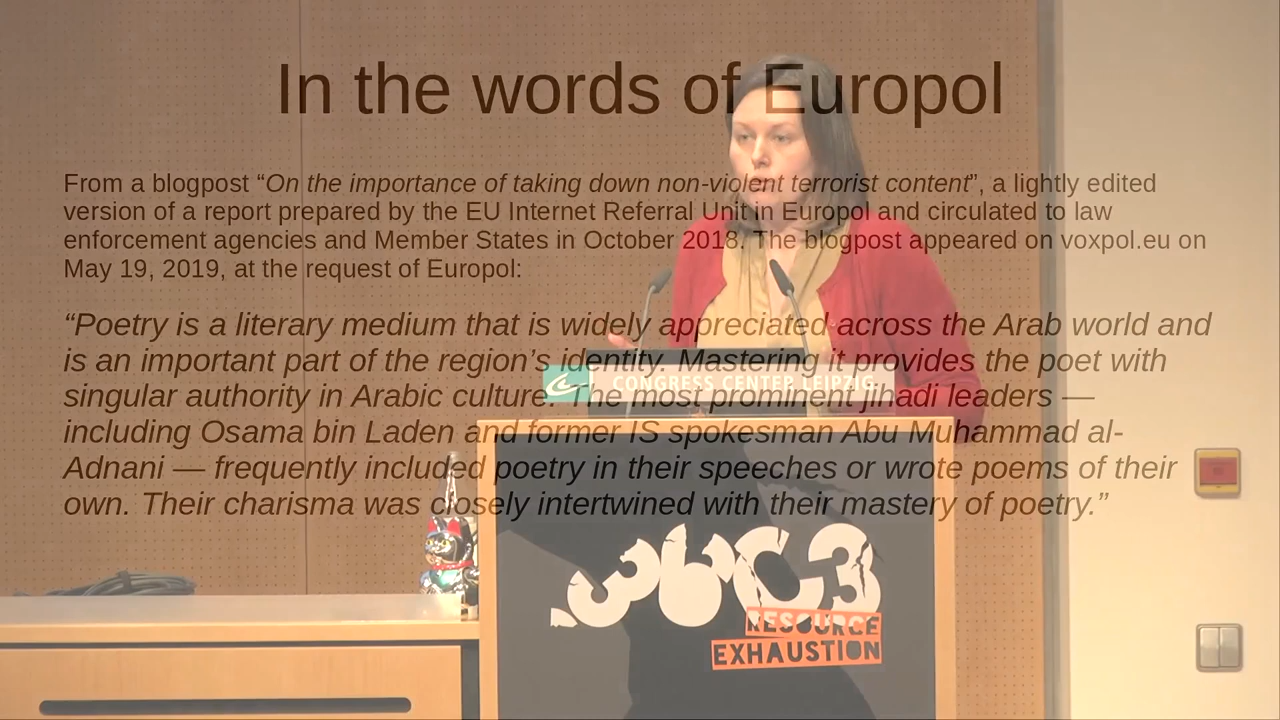 In the words of Europol
From a blogpost “On the importance of taking down non-violent terrorist content”, a lightly edited
version of a report prepared by the EU Internet Referral Unit in Europol and circulated to law
enforcement agencies and Member States in October 2018. The blogpost appeared on voxpol.eu on
May 19, 2019, at the request of Europol:
“Poetry is a literary medium that is widely appreciated across the Arab world and
is an important part of the region’s identity. Mastering it provides the poet with
CONGRESS CENTER LEIPZIG
singular authority in Arabic culture. The most prominent jihadi leaders —
including Osama bin Laden and former IS spokesman Abu Muhammad al-
Adnani — frequently included poetry in their speeches or wrote poems of their
own. Their charisma was closely intertwined with their mastery of poetry.”
36C3
RESOURCE
EXHAUSTION